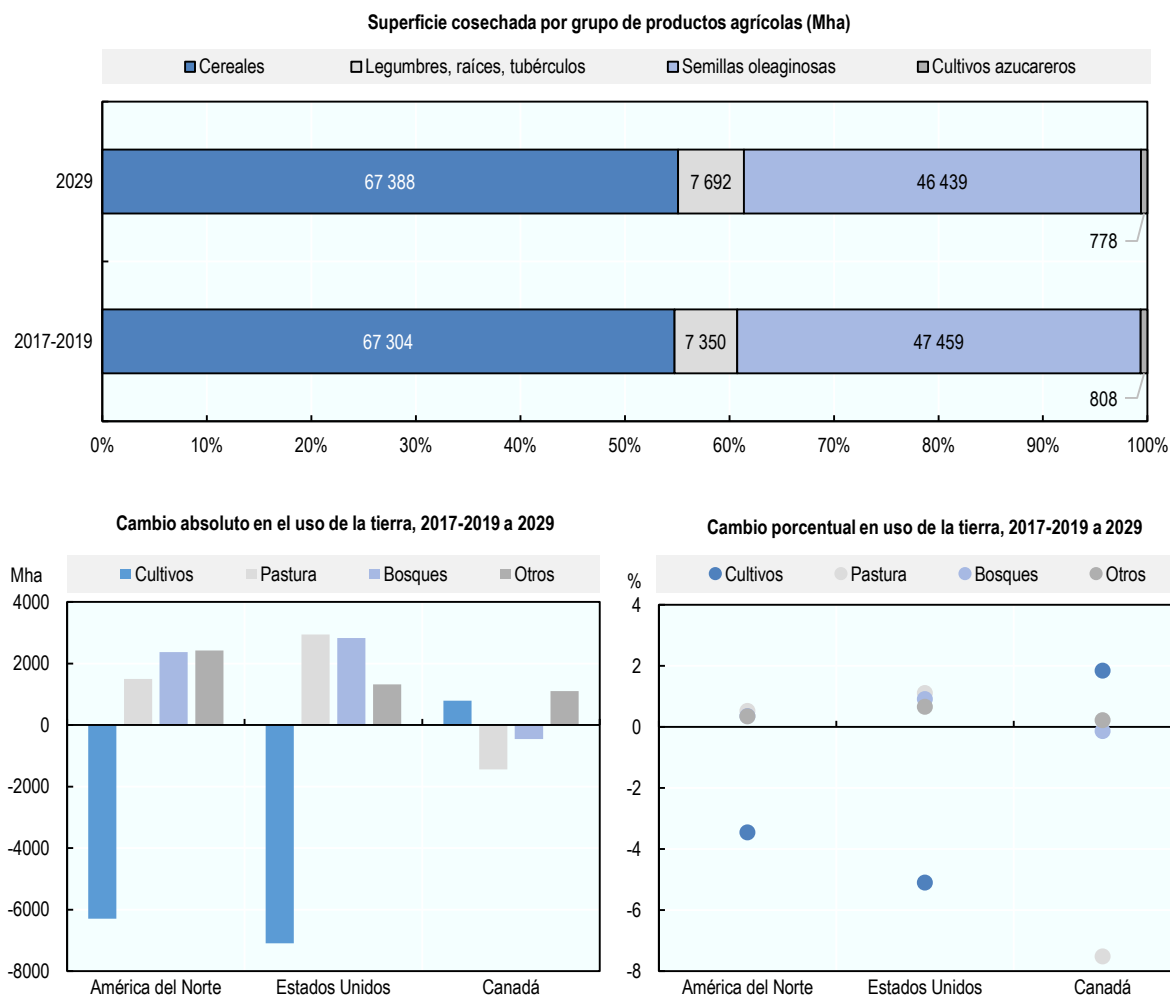 Superficie cosechada por grupo de productos agrícolas (Mha)
Cereales Legumbres, raíces, tubérculos Semillas oleaginosas Cultivos azucareros
2029 67 388 7 692 46 439
778
2017-2019 67 304 7 350 47 459
808
0% 10% 20% 30% 40% 50% 60% 70% 80% 90% 100%
Cambio absoluto en el uso de la tierra, 2017-2019 a 2029
Mha Cultivos Pastura Bosques Otros
4000
2000
0
-2000
-4000
-6000
-8000
América del Norte Estados Unidos Canadá
Cambio porcentual en uso de la tierra, 2017-2019 a 2029
% Cultivos Pastura Bosques Otros
4
2
0
-2
-4
-6
-8
América del Norte Estados Unidos Canadá